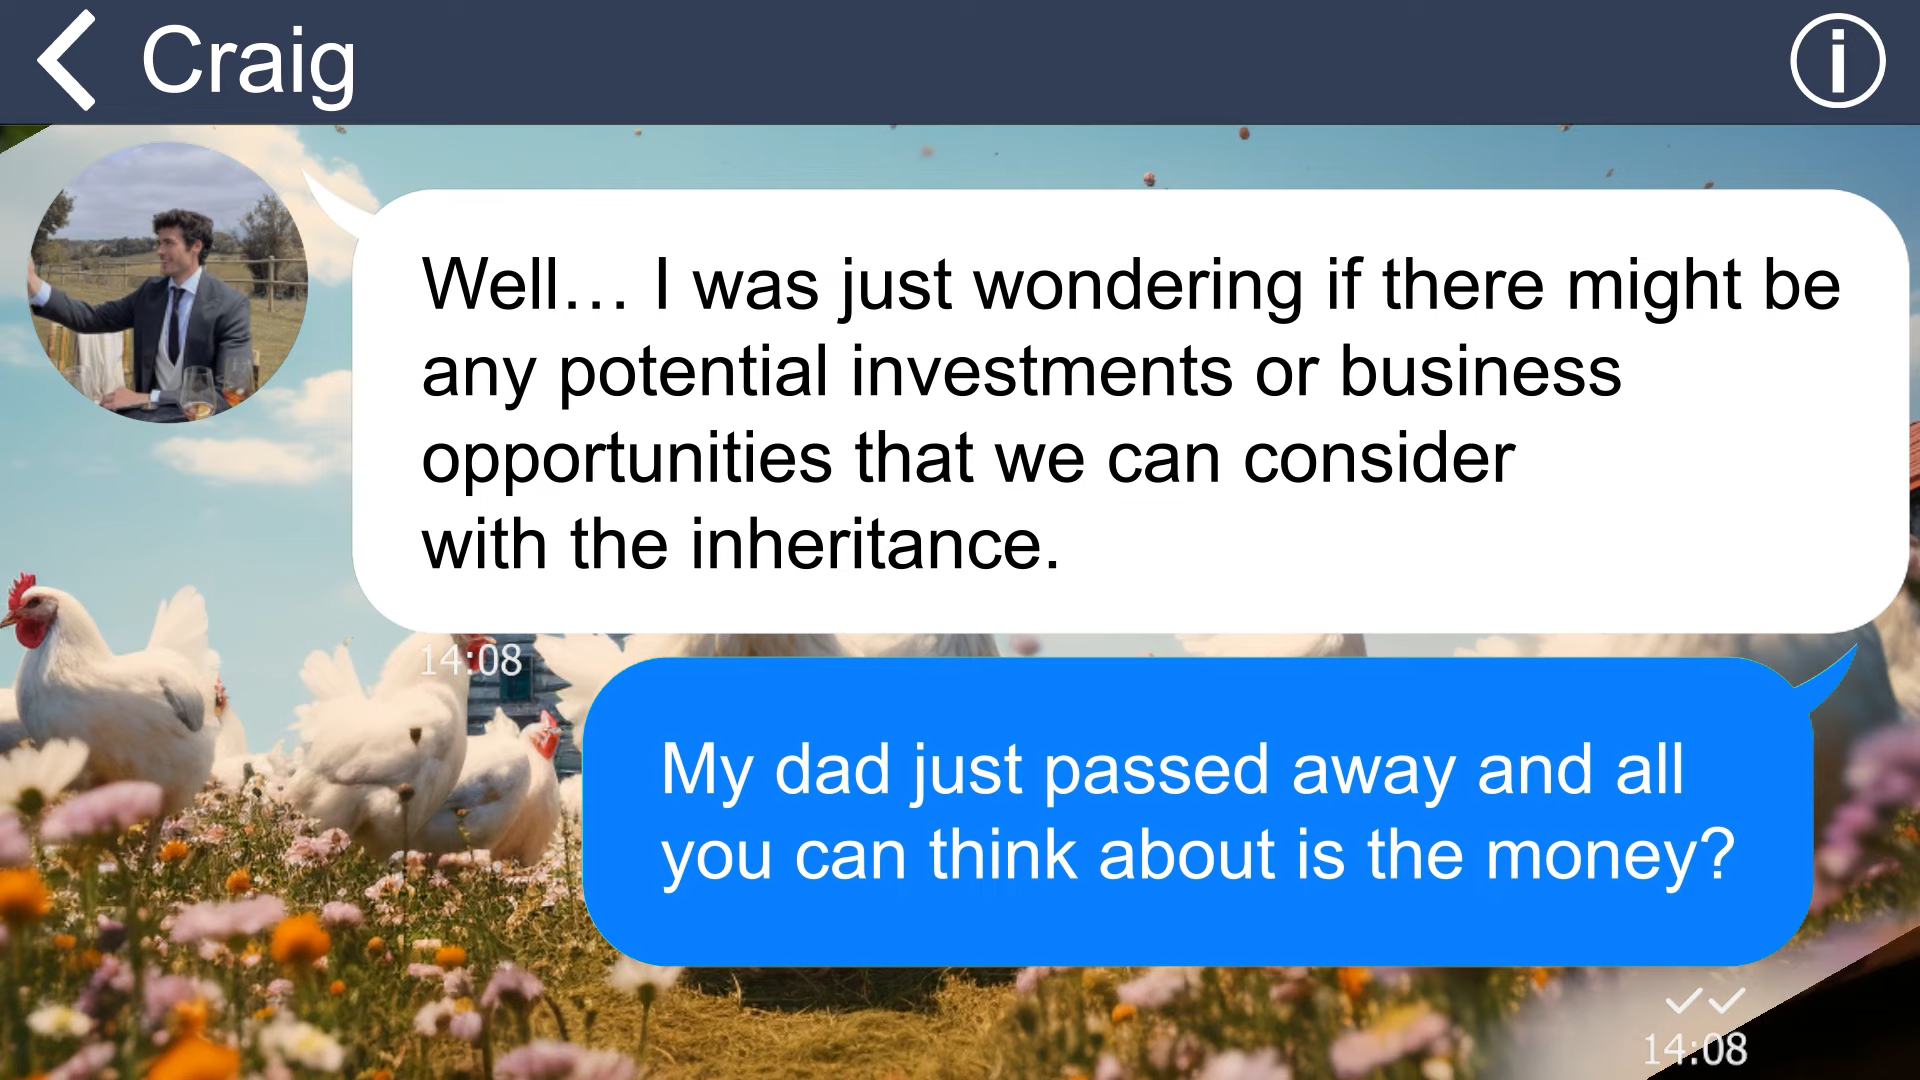 Craig
Well… I was just wondering if there might be
any potential investments or business
opportunities that we can consider
with the inheritance.
14:08
My dad just passed away and all
you can think about is the money?
14:08